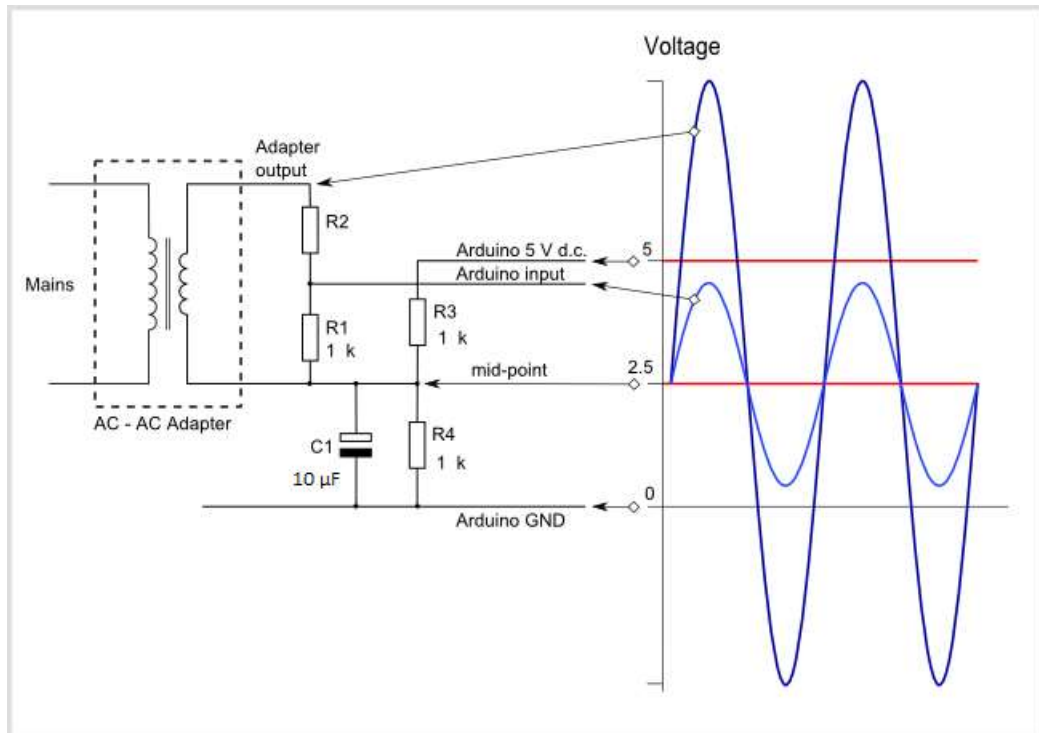 Voltage
Adapter
output
R2
Arduino 5 V d.c.
5
Arduino input
Mains
R1
1 k
R3
1 k
mid-point
2.5
AC - AC Adapter
C1
10 µF
R4
1 k
0
Arduino GND